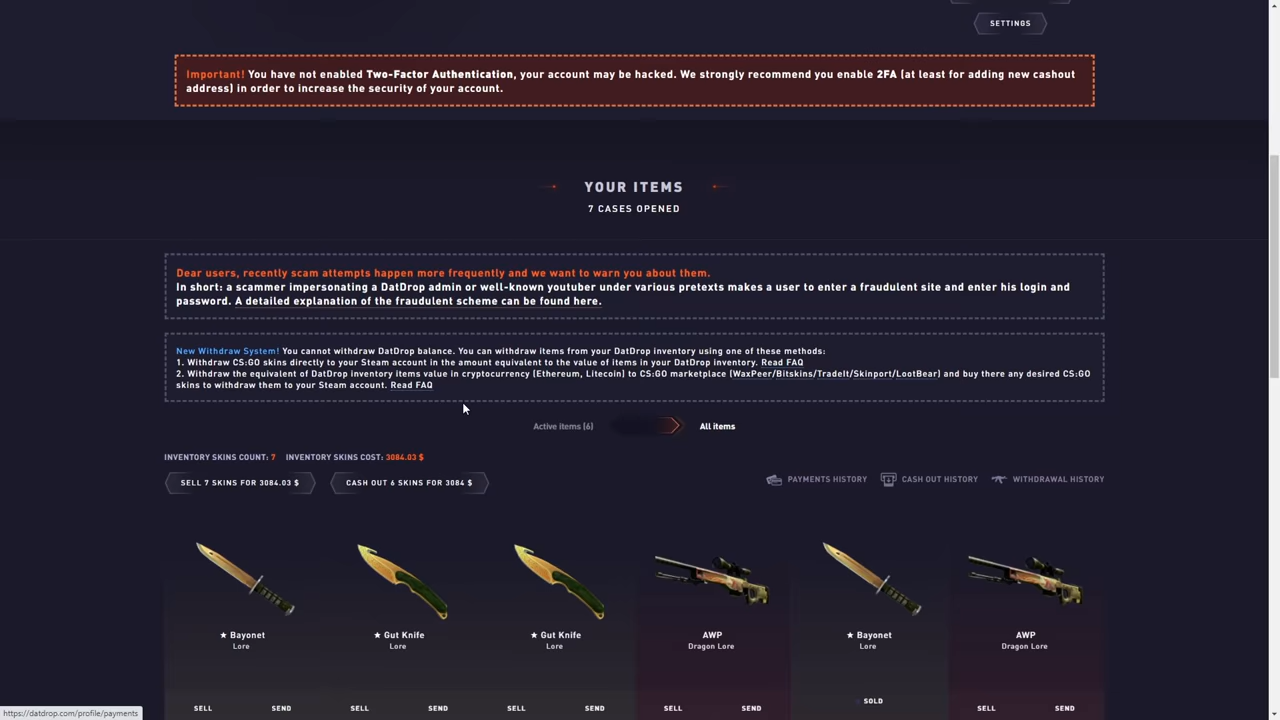 SETTINGS
Important! You have not enabled Two-Factor Authentication, your account may be hacked. We strongly recommend you enable 2FA (at least for adding new cashout
address) in order to increase the security of your account.
YOUR ITEMS
7 CASES OPENED
Dear users, recently scam attempts happen more frequently and we want to warn you about them.
In short: a scammer impersonating a DatDrop admin or well-known youtuber under various pretexts makes a user to enter a fraudulent site and enter his login and
password. A detailed explanation of the fraudulent scheme can be found here.
New Withdraw System! You cannot withdraw DatDrop balance. You can withdraw items from your DatDrop inventory using one of these methods:
1. Withdraw CS:GO skins directly to your Steam account in the amount equivalent to the value of items in your DatDrop inventory. Read FAQ
2. Withdraw the equivalent of DatDrop inventory items value in cryptocurrency (Ethereum, Litecoin) to CS:GO marketplace (WaxPeer/Bitskins/TradeIt/Skinport/LootBear) and buy there any desired CS:GO
skins to withdraw them to your Steam account. Read FAQ
Active items (6) All items
INVENTORY SKINS COUNT: 7 INVENTORY SKINS COST: 3084.03 $
SELL 7 SKINS FOR 3084.03 $ CASH OUT 6 SKINS FOR 3084 $ PAYMENTS HISTORY CASH OUT HISTORY WITHDRAWAL HISTORY
★ Bayonet ★ Gut Knife ★ Gut Knife AWP ★ Bayonet AWP
Lore Lore Lore Dragon Lore Lore Dragon Lore
SELL SEND SELL SEND SELL SEND SELL SEND SOLD SELL SEND
https://datdrop.com/profile/payments